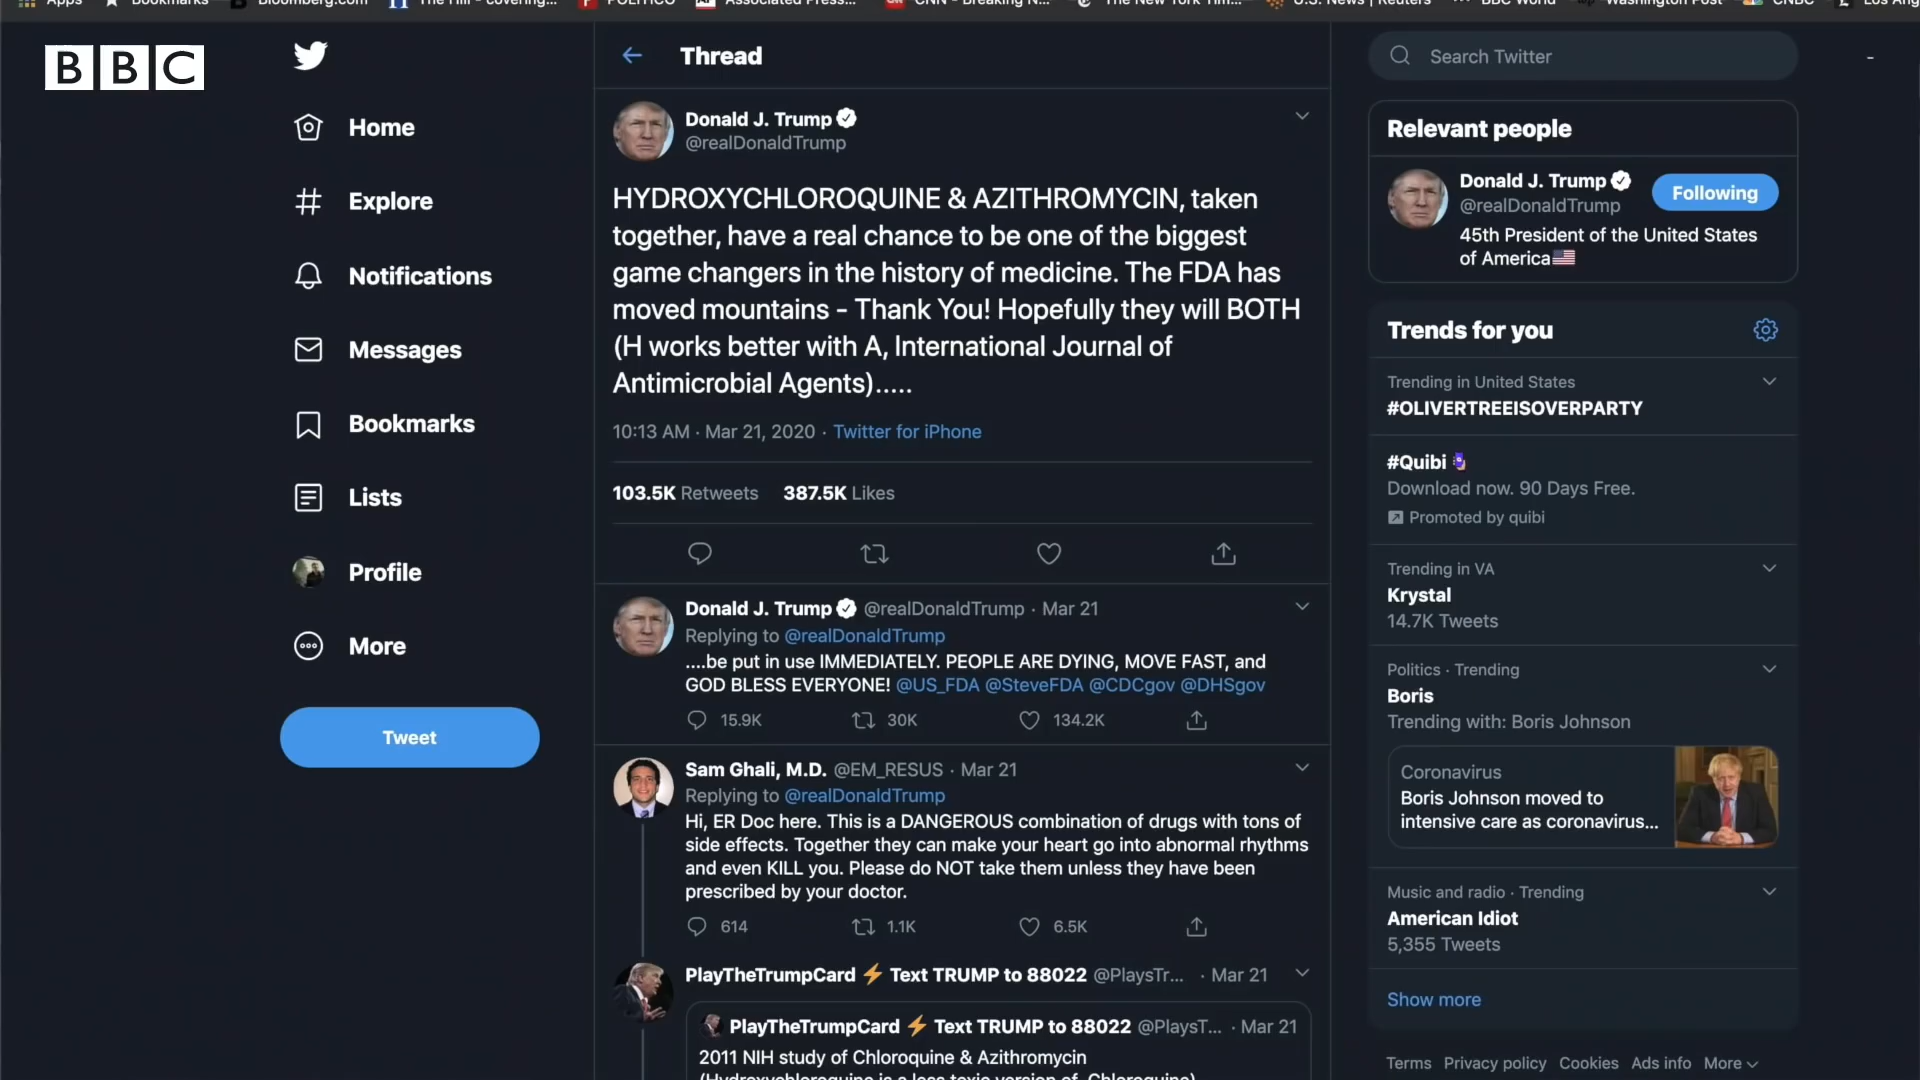 Apps Bookmarks Bloomberg.com The Hill - covering... POLITICO Associated Press... CNN - Breaking N... The New York Tim... U.S. News | Reuters BBC World Washington Post CNBC Los Ang
BBC
Home
Explore
Notifications
Messages
Bookmarks
Lists
Profile
More
Tweet
Thread
Donald J. Trump
@realDonaldTrump
HYDROXYCHLOROQUINE & AZITHROMYCIN, taken
together, have a real chance to be one of the biggest
game changers in the history of medicine. The FDA has
moved mountains - Thank You! Hopefully they will BOTH
(H works better with A, International Journal of
Antimicrobial Agents).....
10:13 AM · Mar 21, 2020 · Twitter for iPhone
103.5K Retweets 387.5K Likes
Donald J. Trump @realDonaldTrump · Mar 21
Replying to @realDonaldTrump
....be put in use IMMEDIATELY. PEOPLE ARE DYING, MOVE FAST, and
GOD BLESS EVERYONE! @US_FDA @SteveFDA @CDCgov @DHSgov
15.9K 30K 134.2K
Sam Ghali, M.D. @EM_RESUS · Mar 21
Replying to @realDonaldTrump
Hi, ER Doc here. This is a DANGEROUS combination of drugs with tons of
side effects. Together they can make your heart go into abnormal rhythms
and even KILL you. Please do NOT take them unless they have been
prescribed by your doctor.
614 1.1K 6.5K
PlayTheTrumpCard ⚡ Text TRUMP to 88022 @PlaysTr... · Mar 21
PlayTheTrumpCard ⚡ Text TRUMP to 88022 @PlaysT... · Mar 21
2011 NIH study of Chloroquine & Azithromycin
(Hydroxychloroquine is a less toxic version of Chloroquine)
Search Twitter
Relevant people
Donald J. Trump
@realDonaldTrump
Following
45th President of the United States
of America🇺🇸
Trends for you
Trending in United States
#OLIVERTREEISOVERPARTY
#Quibi
Download now. 90 Days Free.
Promoted by quibi
Trending in VA
Krystal
14.7K Tweets
Politics · Trending
Boris
Trending with: Boris Johnson
Coronavirus
Boris Johnson moved to
intensive care as coronavirus...
Music and radio · Trending
American Idiot
5,355 Tweets
Show more
Terms Privacy policy Cookies Ads info More